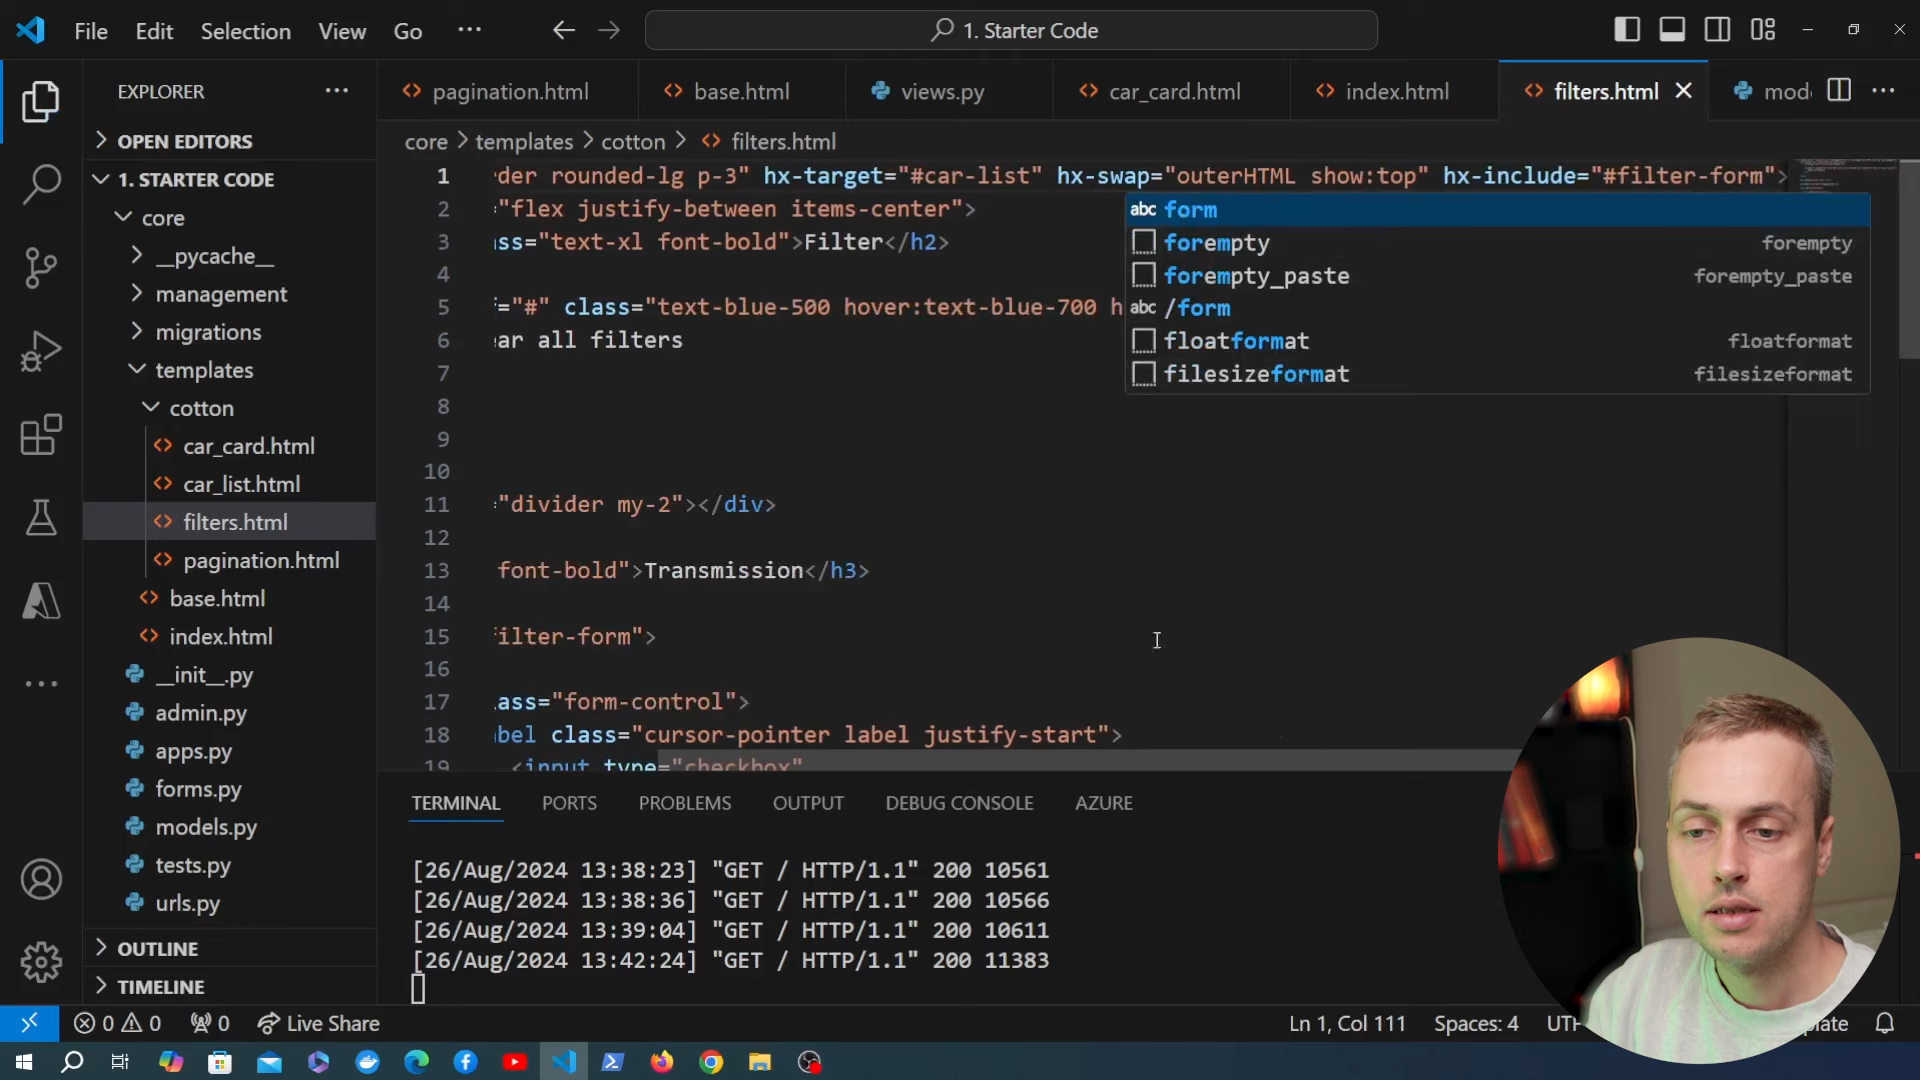 File Edit Selection View Go ··· 1. Starter Code
EXPLORER ···
OPEN EDITORS
1. STARTER CODE
core
__pycache__
management
migrations
templates
cotton
car_card.html
car_list.html
filters.html
pagination.html
base.html
index.html
__init__.py
admin.py
apps.py
forms.py
models.py
tests.py
urls.py
OUTLINE
TIMELINE
pagination.html base.html views.py car_card.html index.html filters.html
core > templates > cotton > filters.html
1 der rounded-lg p-3" hx-target="#car-list" hx-swap="outerHTML show:top" hx-include="#filter-form">
2 "flex justify-between items-center">
3 ss="text-xl font-bold">Filter</h2>
4
5 ="#" class="text-blue-500 hover:text-blue-700 h
6 ar all filters
7
8
9
10
11 "divider my-2"></div>
12
13 font-bold">Transmission</h3>
14
15 ilter-form">
16
17 ass="form-control">
18 bel class="cursor-pointer label justify-start">
19 <input type="checkbox"
abc form
forempty forempty
forempty_paste forempty_paste
abc /form
floatformat floatformat
filesizeformat filesizeformat
TERMINAL PORTS PROBLEMS OUTPUT DEBUG CONSOLE AZURE
[26/Aug/2024 13:38:23] "GET / HTTP/1.1" 200 10561
[26/Aug/2024 13:38:36] "GET / HTTP/1.1" 200 10566
[26/Aug/2024 13:39:04] "GET / HTTP/1.1" 200 10611
[26/Aug/2024 13:42:24] "GET / HTTP/1.1" 200 11383
0 0 0 Live Share Ln 1, Col 111 Spaces: 4